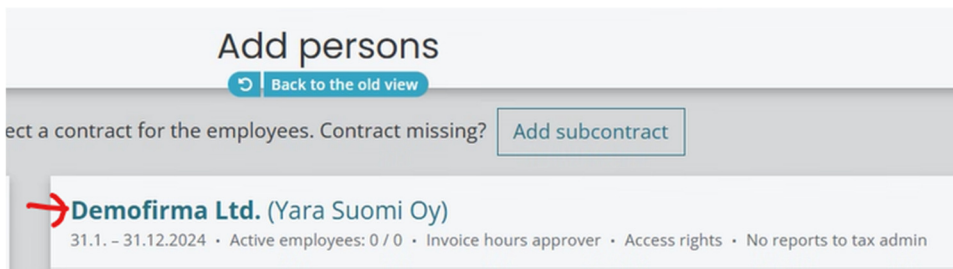 Add persons
Back to the old view
ect a contract for the employees. Contract missing? Add subcontract
Demofirma Ltd. (Yara Suomi Oy)
31.1. – 31.12.2024 · Active employees: 0 / 0 · Invoice hours approver · Access rights · No reports to tax admin